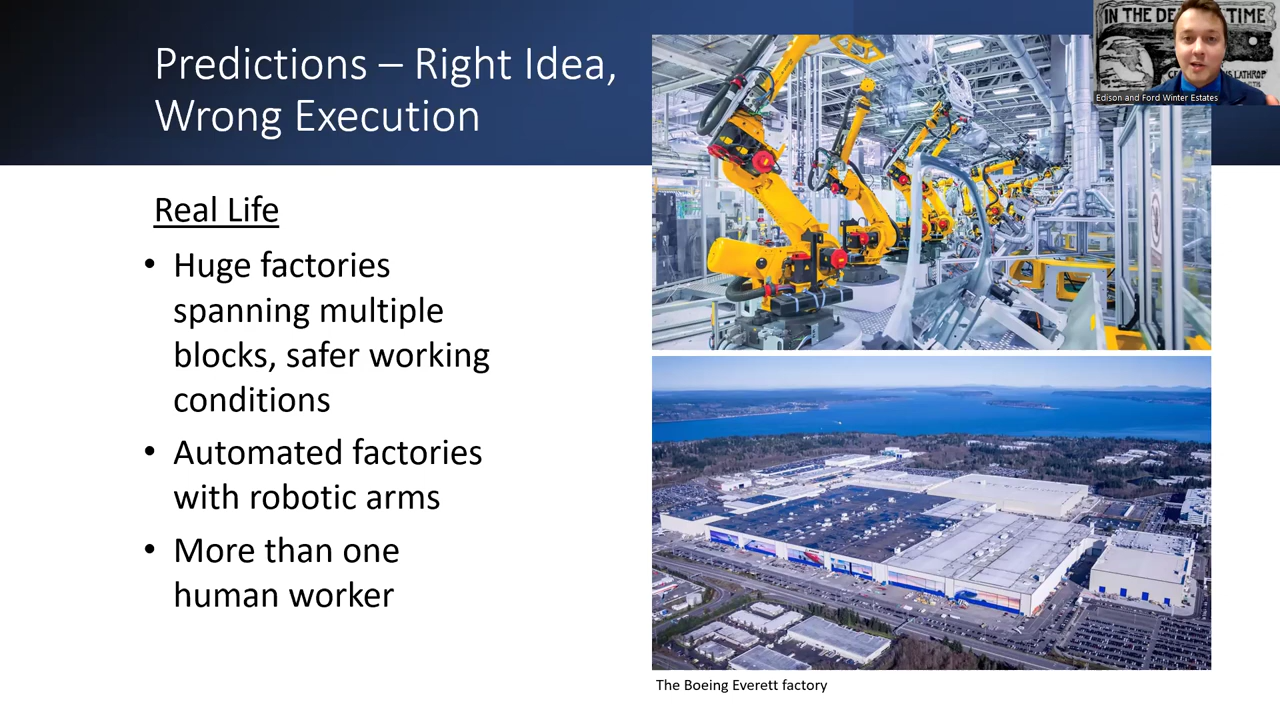 Predictions – Right Idea,
Wrong Execution
IN THE DE TIME
LATHROP
Edison and Ford Winter Estates
Real Life
• Huge factories
spanning multiple
blocks, safer working
conditions
• Automated factories
with robotic arms
• More than one
human worker
The Boeing Everett factory